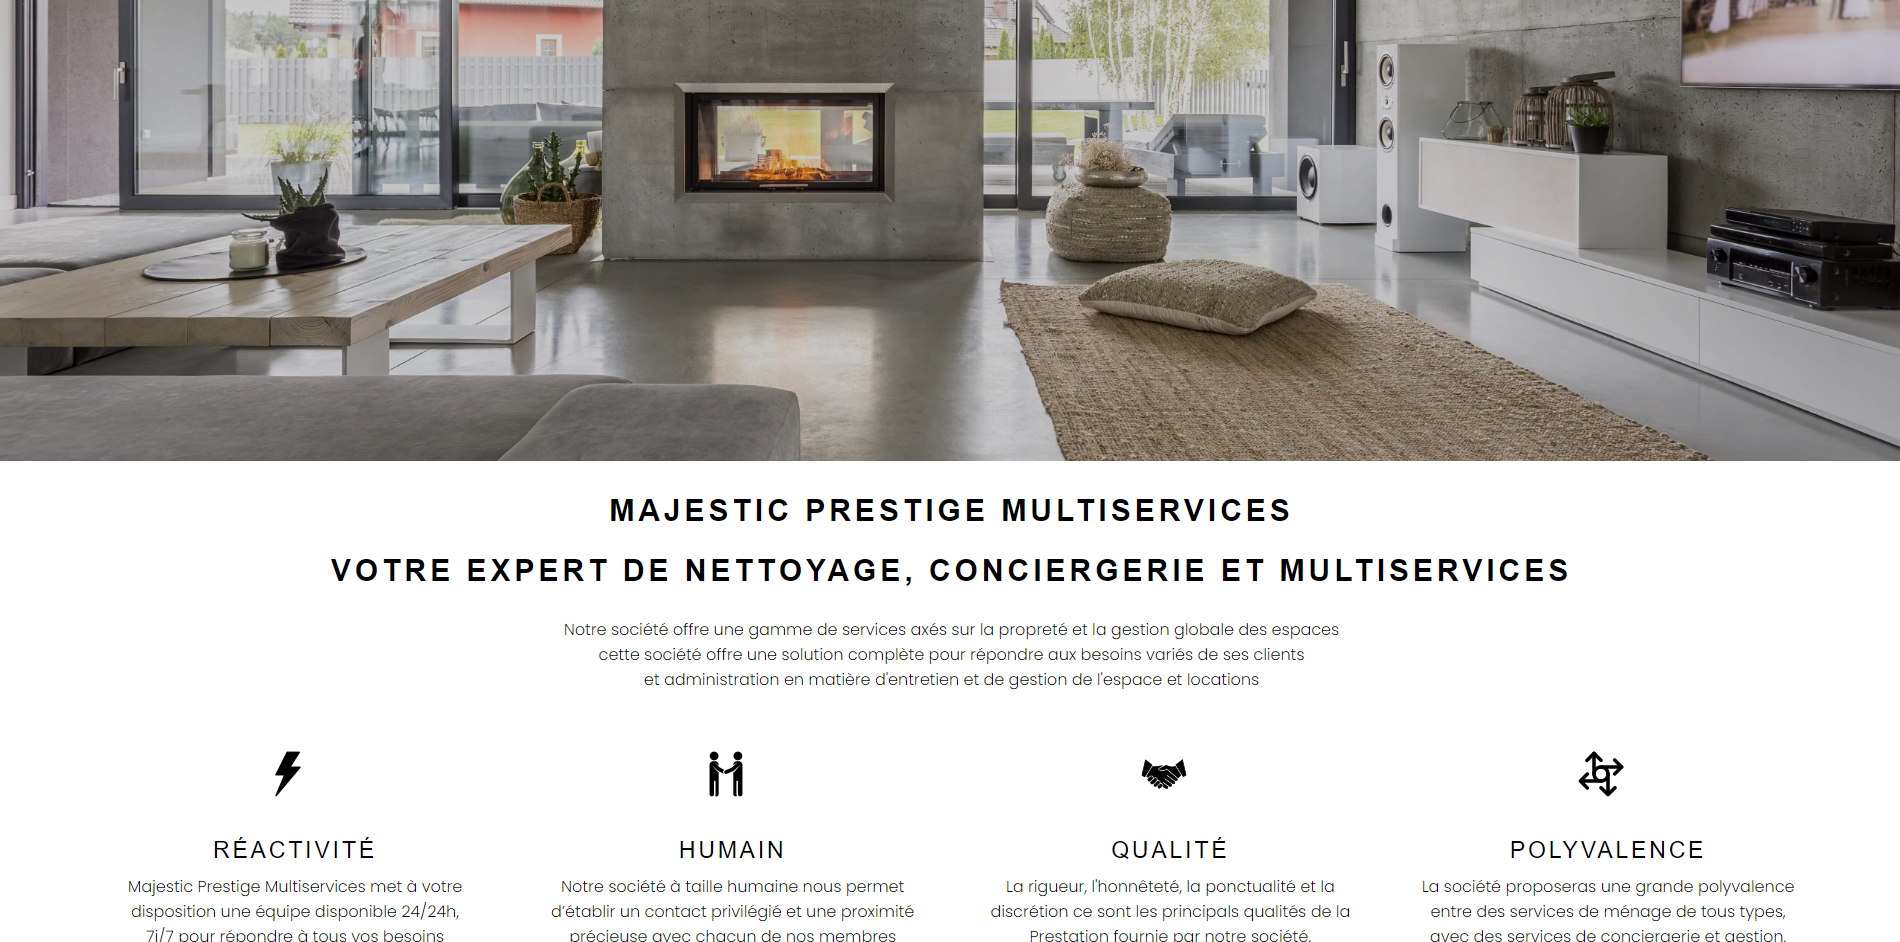 MAJESTIC PRESTIGE MULTISERVICES
VOTRE EXPERT DE NETTOYAGE, CONCIERGERIE ET MULTISERVICES
Notre société offre une gamme de services axés sur la propreté et la gestion globale des espaces
cette société offre une solution complète pour répondre aux besoins variés de ses clients
et administration en matière d'entretien et de gestion de l'espace et locations
RÉACTIVITÉ
Majestic Prestige Multiservices met à votre
disposition une équipe disponible 24/24h,
7j/7 pour répondre à tous vos besoins
HUMAIN
Notre société à taille humaine nous permet
d’établir un contact privilégié et une proximité
précieuse avec chacun de nos membres
QUALITÉ
La rigueur, l'honnêteté, la ponctualité et la
discrétion ce sont les principals qualités de la
Prestation fournie par notre société.
POLYVALENCE
La société proposeras une grande polyvalence
entre des services de ménage de tous types,
avec des services de conciergerie et gestion.